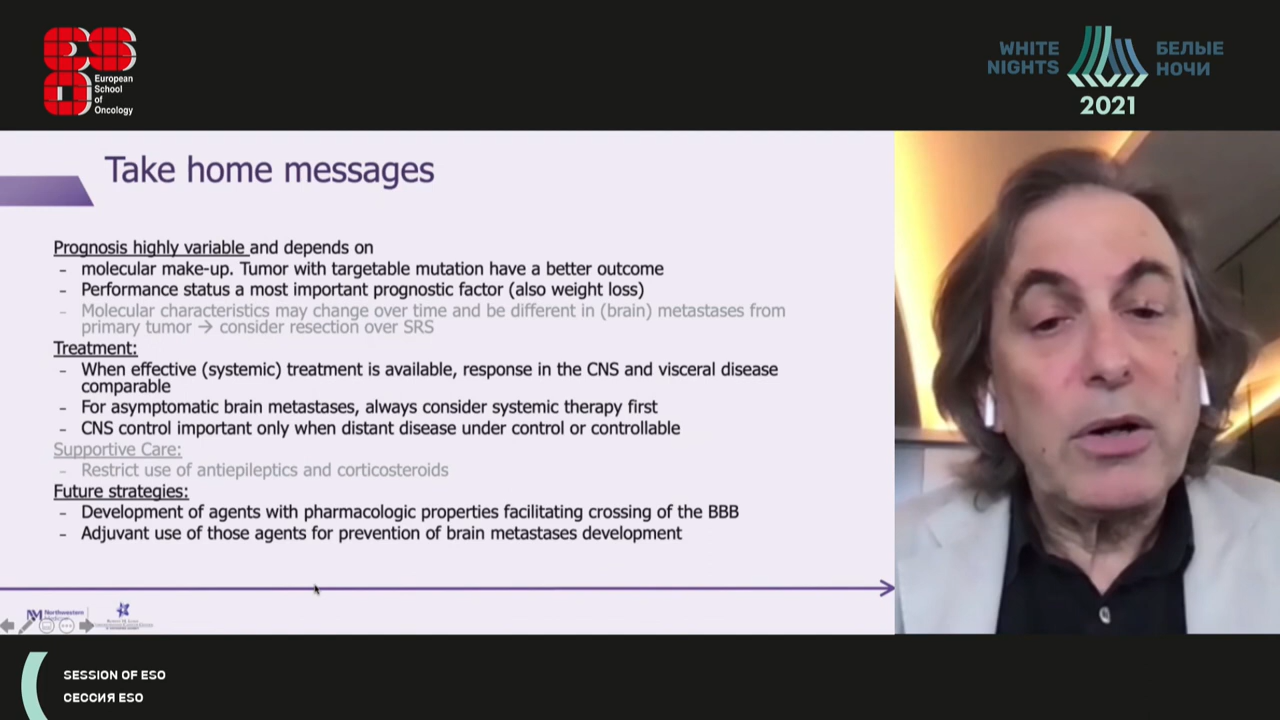 European
School
of
Oncology
WHITE
NIGHTS
БЕЛЫЕ
НОЧИ
2021
Take home messages
Prognosis highly variable and depends on
- molecular make-up. Tumor with targetable mutation have a better outcome
- Performance status a most important prognostic factor (also weight loss)
- Molecular characteristics may change over time and be different in (brain) metastases from
primary tumor → consider resection over SRS
Treatment:
- When effective (systemic) treatment is available, response in the CNS and visceral disease
comparable
- For asymptomatic brain metastases, always consider systemic therapy first
- CNS control important only when distant disease under control or controllable
Supportive Care:
- Restrict use of antiepileptics and corticosteroids
Future strategies:
- Development of agents with pharmacologic properties facilitating crossing of the BBB
- Adjuvant use of those agents for prevention of brain metastases development
NM Northwestern
SESSION OF ESO
СЕССИЯ ESO